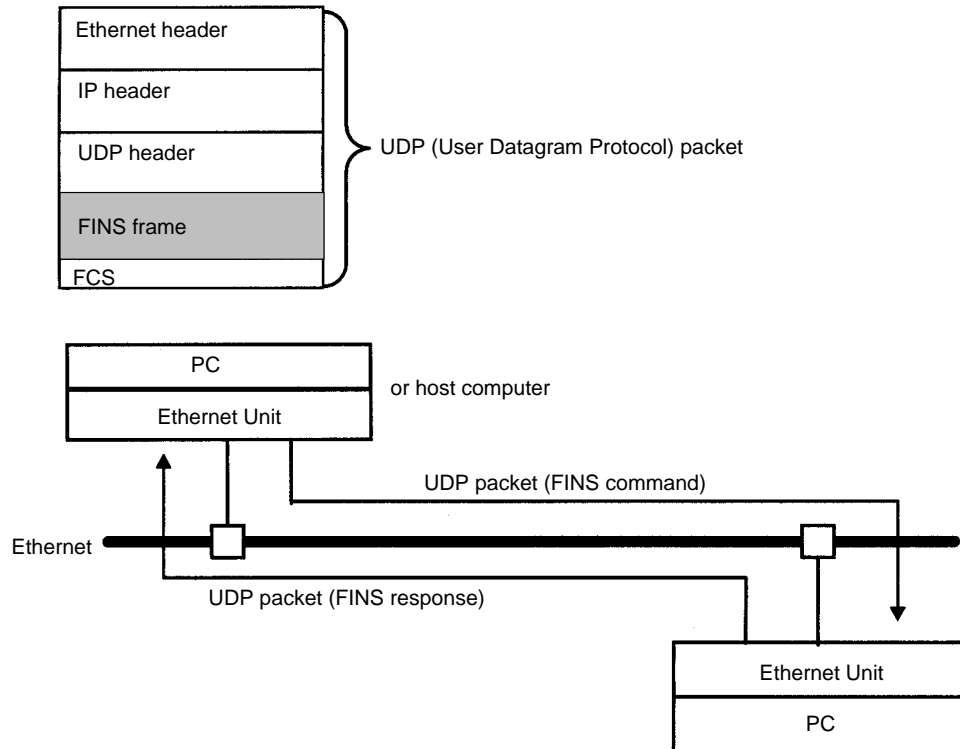 Ethernet header
IP header
UDP header
UDP (User Datagram Protocol) packet
FINS frame
FCS
PC
or host computer
Ethernet Unit
UDP packet (FINS command)
Ethernet
UDP packet (FINS response)
Ethernet Unit
PC